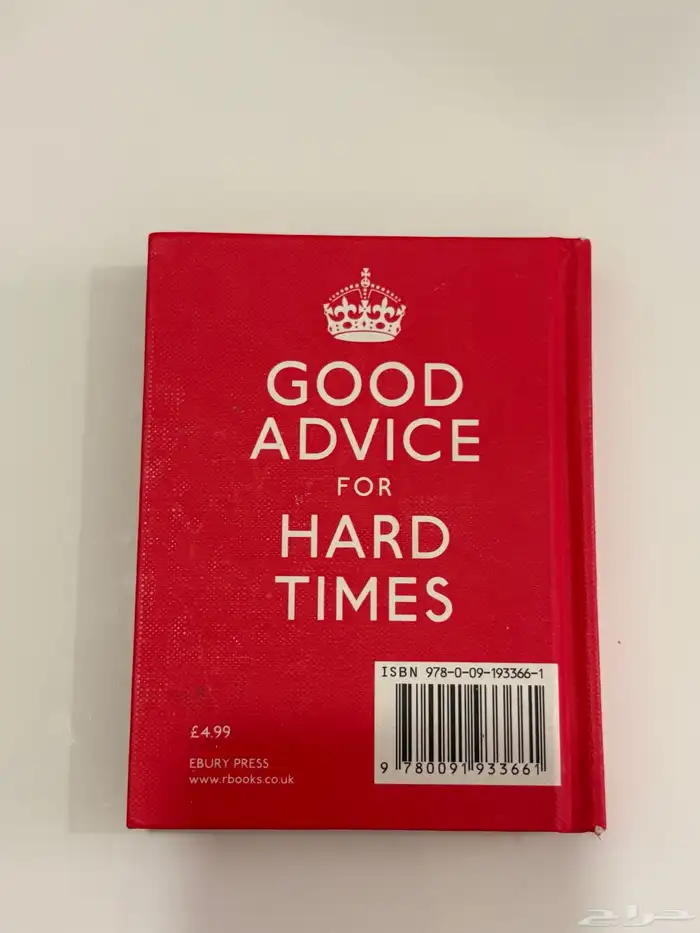 GOOD
ADVICE
FOR
HARD
TIMES
ISBN 978-0-09-193366-1
9 780091 933661
£4.99
EBURY PRESS
www.rbooks.co.uk
حراج